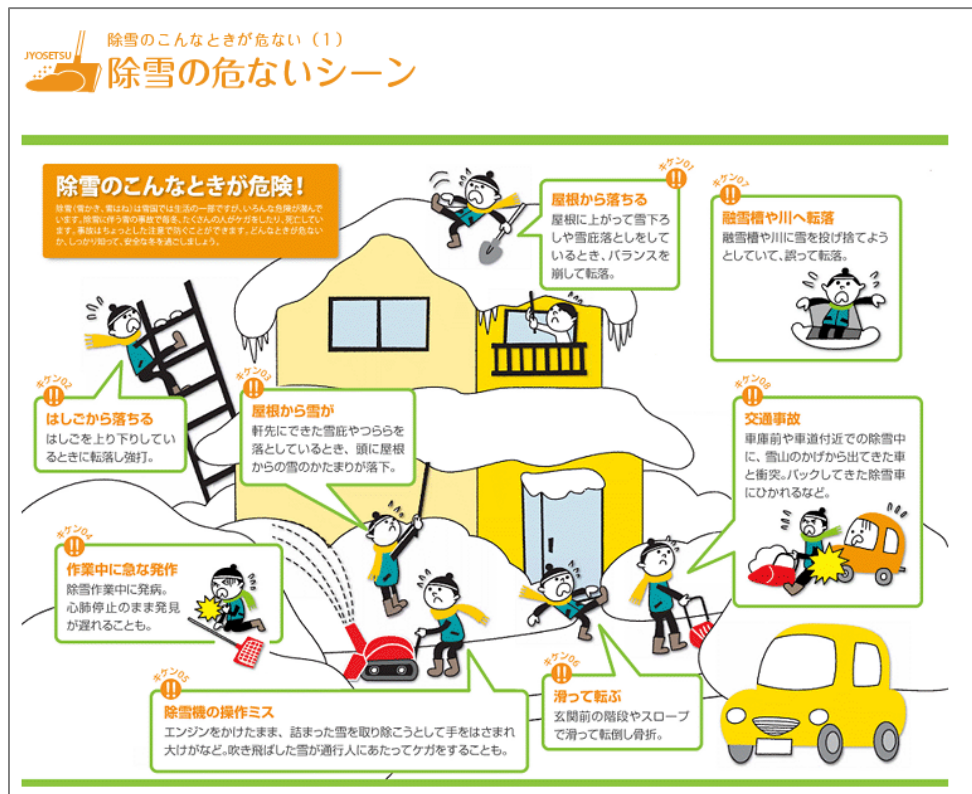 除雪のこんなときが危ない（1）
JYOSETSU
除雪の危ないシーン
除雪のこんなときが危険！
除雪（雪かき、雪はね）は雪国では生活の一部ですが、いろんな危険が潜んで
います。除雪に伴う雪の事故で毎冬、たくさんの人がケガをしたり、死亡してい
ます。事故はちょっとした注意で防ぐことができます。どんなときが危ない
か、しっかり知って、安全な冬を過ごしましょう。
キケン01
!!
屋根から落ちる
屋根に上がって雪下ろ
しや雪庇落としをして
いるとき、バランスを
崩して転落。
キケン07
!!
融雪槽や川へ転落
融雪槽や川に雪を投げ捨てよう
としていて、誤って転落。
キケン02
!!
はしごから落ちる
はしごを上り下りしてい
るときに転落し強打。
キケン03
!!
屋根から雪が
軒先にできた雪庇やつららを
落としているとき、頭に屋根
からの雪のかたまりが落下。
キケン08
!!
交通事故
車庫前や車道付近での除雪中
に、雪山のかげから出てきた車
と衝突。バックしてきた除雪車
にひかれるなど。
キケン04
!!
作業中に急な発作
除雪作業中に発病。
心肺停止のまま発見
が遅れることも。
キケン05
!!
除雪機の操作ミス
エンジンをかけたまま、詰まった雪を取り除こうとして手をはさまれ
大けがなど。吹き飛ばした雪が通行人にあたってケガをすることも。
キケン06
!!
滑って転ぶ
玄関前の階段やスロープ
で滑って転倒し骨折。